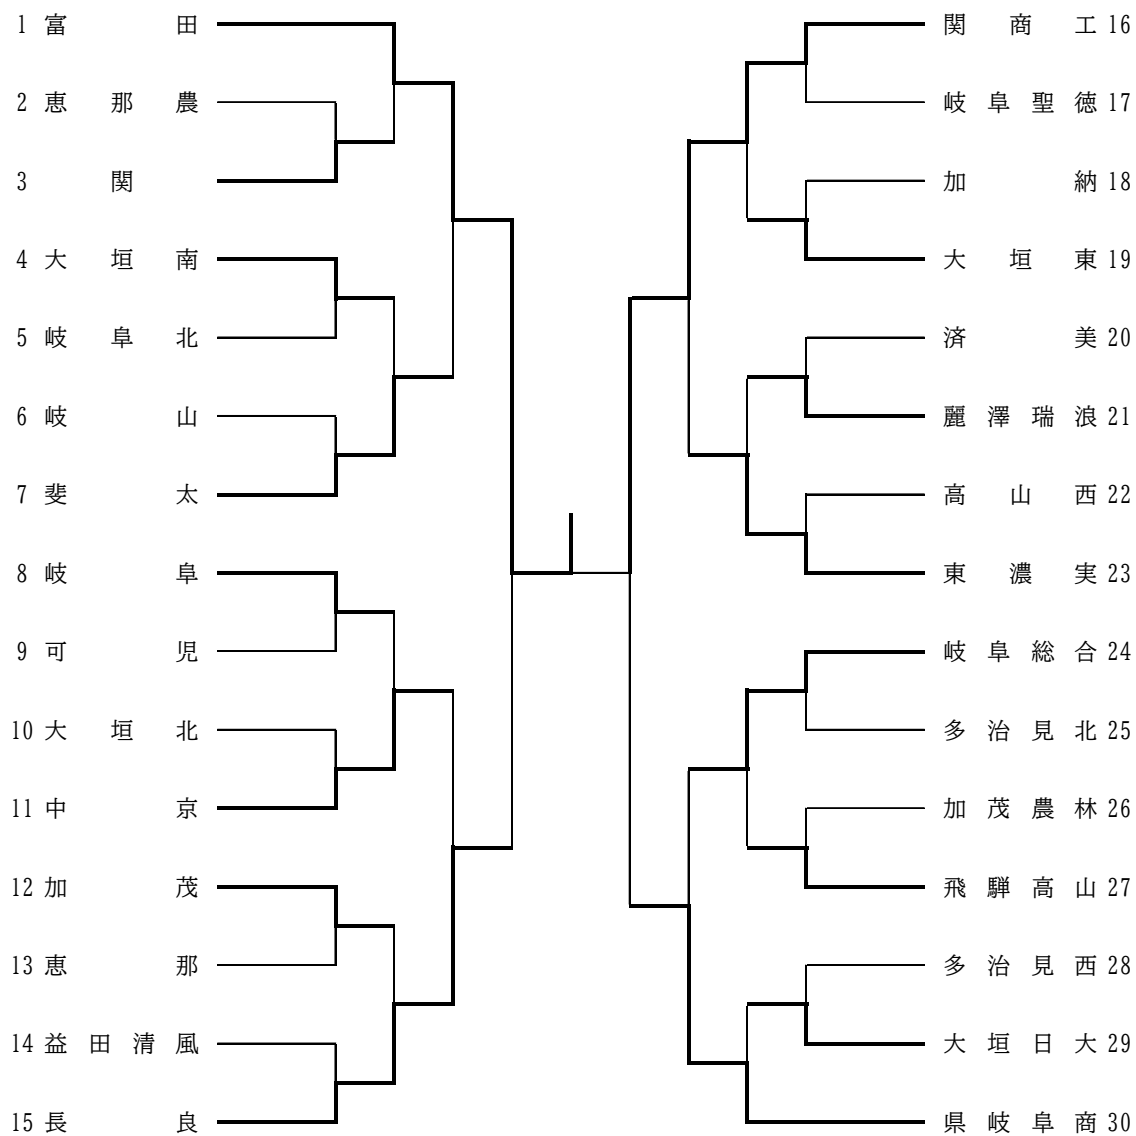 1 富田
2 恵那農
3 関
4 大垣南
5 岐阜北
6 岐山
7 斐太
8 岐阜
9 可児
10 大垣北
11 中京
12 加茂
13 恵那
14 益田清風
15 長良
関商工 16
岐阜聖徳 17
加納 18
大垣東 19
済美 20
麗澤瑞浪 21
高山西 22
東濃実 23
岐阜総合 24
多治見北 25
加茂農林 26
飛騨高山 27
多治見西 28
大垣日大 29
県岐阜商 30